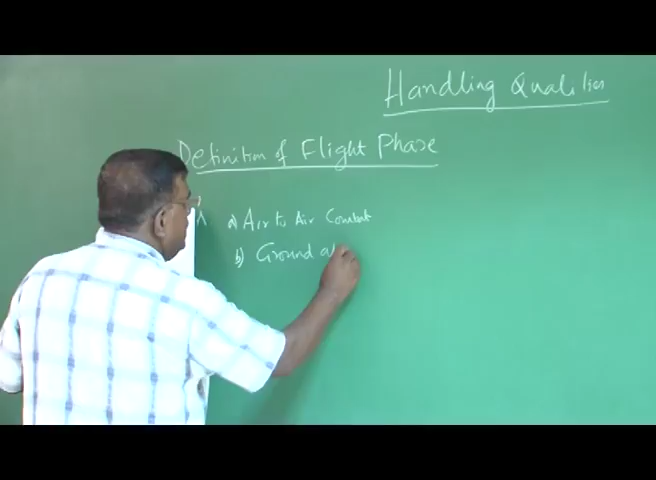 Handling Qualities
Definition of Flight Phase
A a) Air to Air Combat
b) Ground at